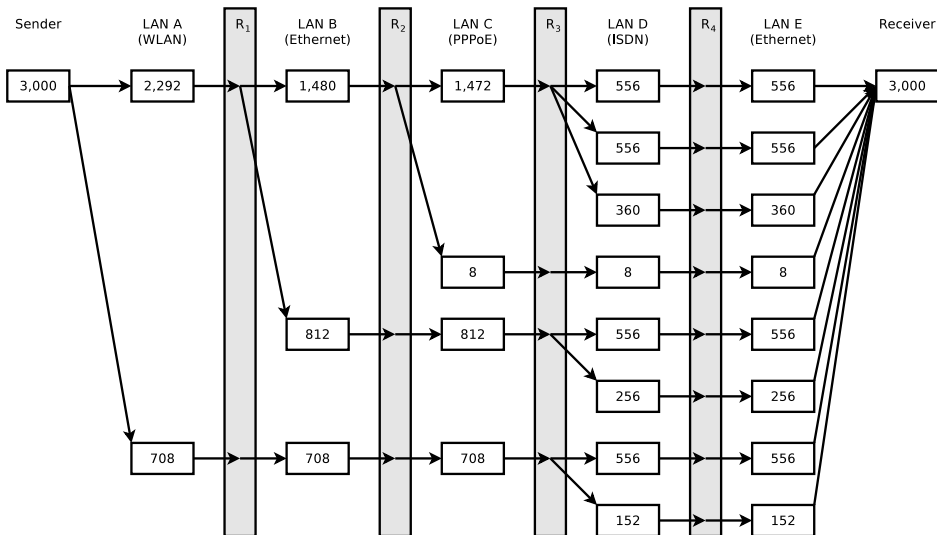 Sender LAN A R1 LAN B R2 LAN C R3 LAN D R4 LAN E Receiver
(WLAN) (Ethernet) (PPPoE) (ISDN) (Ethernet)
3,000 2,292 1,480 1,472 556 556 3,000
556 556
360 360
8 8 8
812 812 556 556
256 256
708 708 708 556 556
152 152